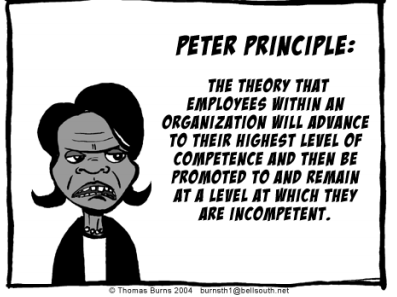 PETER PRINCIPLE:
THE THEORY THAT
EMPLOYEES WITHIN AN
ORGANIZATION WILL ADVANCE
TO THEIR HIGHEST LEVEL OF
COMPETENCE AND THEN BE
PROMOTED TO AND REMAIN
AT A LEVEL AT WHICH THEY
ARE INCOMPETENT.
© Thomas Burns 2004 burnsth1@bellsouth.net